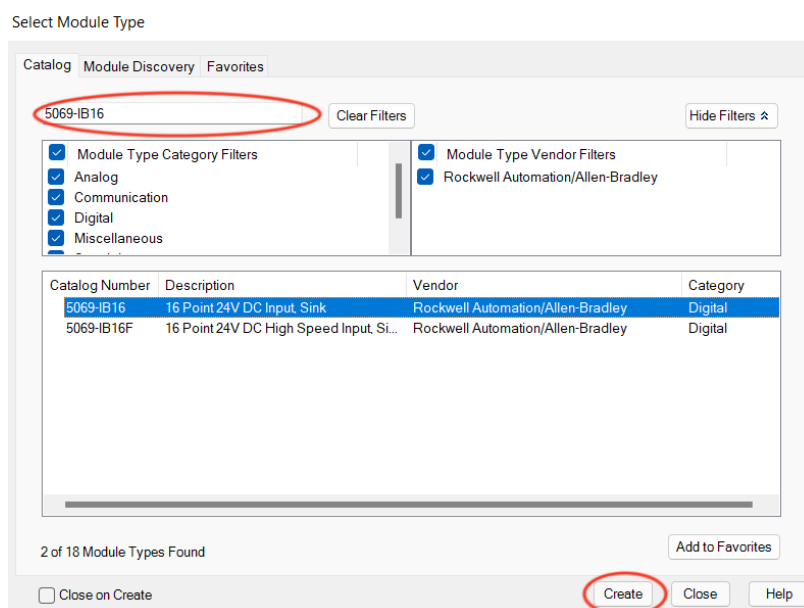 Select Module Type
Catalog Module Discovery Favorites
5069-IB16 Clear Filters Hide Filters
Module Type Category Filters Module Type Vendor Filters
Analog Rockwell Automation/Allen-Bradley
Communication
Digital
Miscellaneous
Catalog Number Description Vendor Category
5069-IB16 16 Point 24V DC Input, Sink Rockwell Automation/Allen-Bradley Digital
5069-IB16F 16 Point 24V DC High Speed Input, Si... Rockwell Automation/Allen-Bradley Digital
2 of 18 Module Types Found Add to Favorites
Close on Create Create Close Help